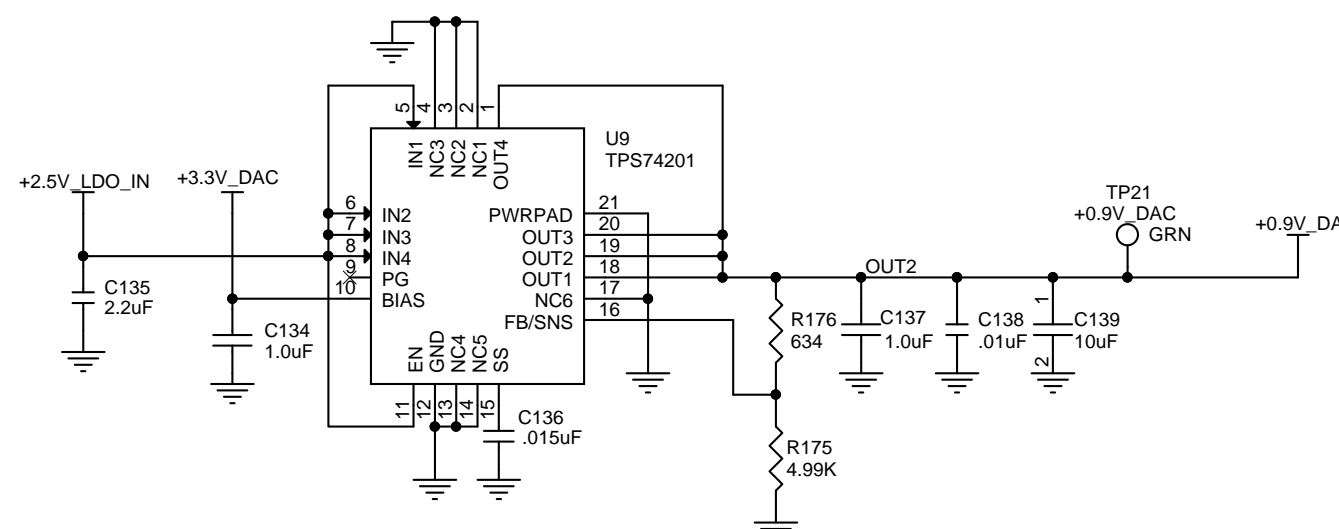 5
4
3
2
1
IN1
NC3
NC2
NC1
OUT4
U9
TPS74201
+2.5V_LDO_IN
+3.3V_DAC
6
IN2
7
IN3
8
IN4
9
PG
10
BIAS
PWRPAD
21
OUT3
20
OUT2
19
OUT1
18
NC6
17
FB/SNS
16
EN
GND
NC4
NC5
SS
11
12
13
14
15
C135
2.2uF
C134
1.0uF
C136
.015uF
OUT2
TP21
+0.9V_DAC
GRN
+0.9V_DA
R176
634
C137
1.0uF
C138
.01uF
1
C139
10uF
2
R175
4.99K